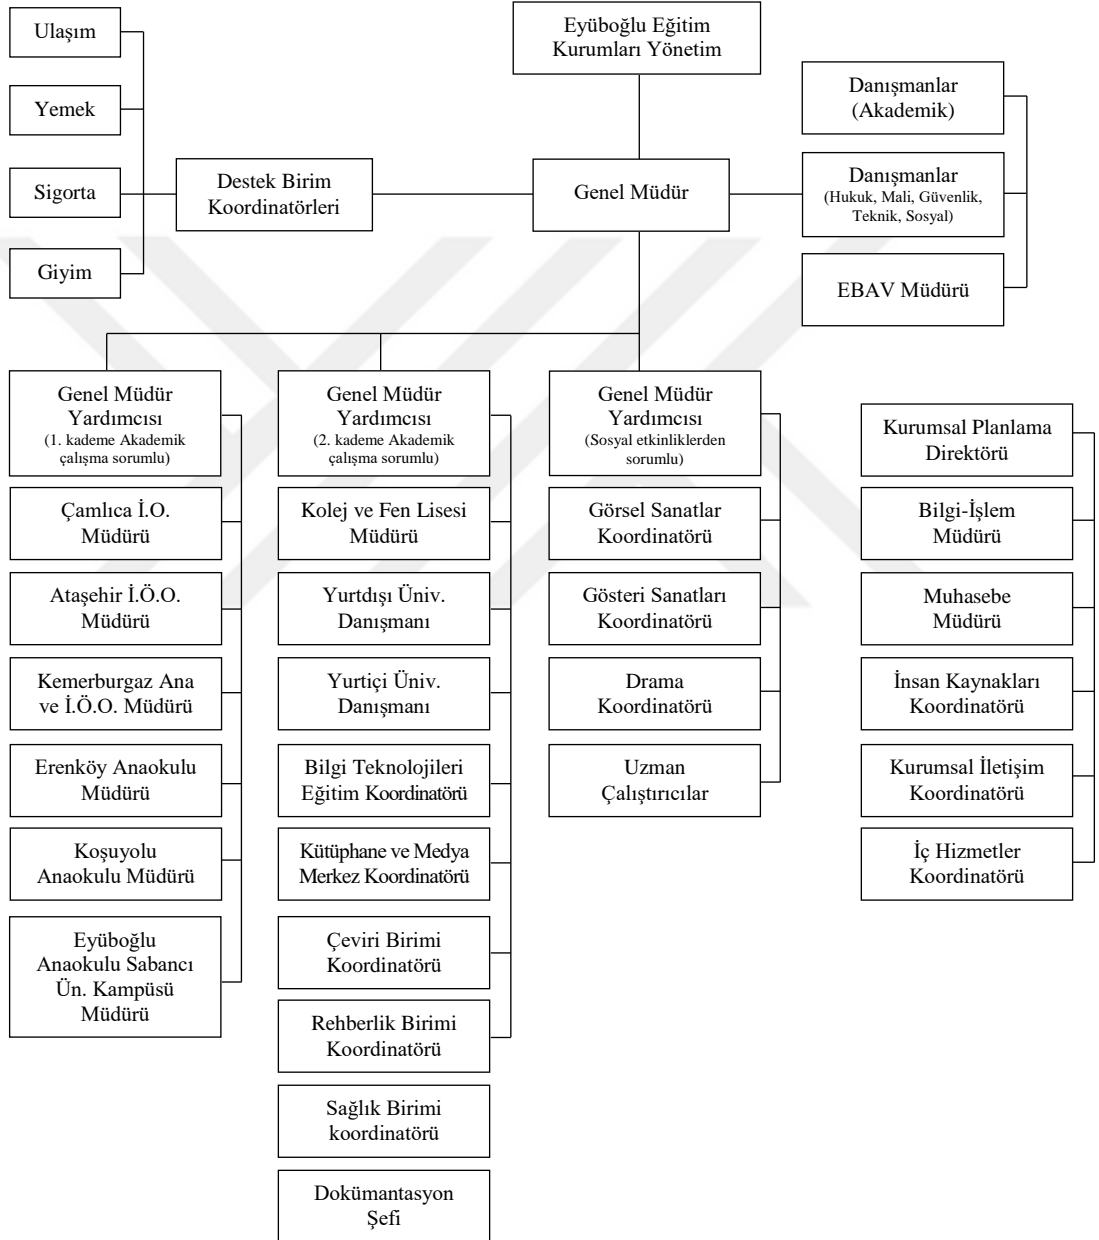 Eyüboğlu Eğitim
Kurumları Yönetim
Ulaşım
Yemek
Sigorta
Giyim
Destek Birim
Koordinatörleri
Genel Müdür
Danışmanlar
(Akademik)
Danışmanlar
(Hukuk, Mali, Güvenlik,
Teknik, Sosyal)
EBAV Müdürü
Genel Müdür
Yardımcısı
(1. kademe Akademik
çalışma sorumlu)
Çamlıca İ.O.
Müdürü
Ataşehir İ.Ö.O.
Müdürü
Kemerburgaz Ana
ve İ.Ö.O. Müdürü
Erenköy Anaokulu
Müdürü
Koşuyolu
Anaokulu Müdürü
Eyüboğlu
Anaokulu Sabancı
Ün. Kampüsü
Müdürü
Genel Müdür
Yardımcısı
(2. kademe Akademik
çalışma sorumlu)
Kolej ve Fen Lisesi
Müdürü
Yurtdışı Üniv.
Danışmanı
Yurtiçi Üniv.
Danışmanı
Bilgi Teknolojileri
Eğitim Koordinatörü
Kütüphane ve Medya
Merkez Koordinatörü
Çeviri Birimi
Koordinatörü
Rehberlik Birimi
Koordinatörü
Sağlık Birimi
koordinatörü
Dokümantasyon
Şefi
Genel Müdür
Yardımcısı
(Sosyal etkinliklerden
sorumlu)
Görsel Sanatlar
Koordinatörü
Gösteri Sanatları
Koordinatörü
Drama
Koordinatörü
Uzman
Çalıştırıcılar
Kurumsal Planlama
Direktörü
Bilgi-İşlem
Müdürü
Muhasebe
Müdürü
İnsan Kaynakları
Koordinatörü
Kurumsal İletişim
Koordinatörü
İç Hizmetler
Koordinatörü